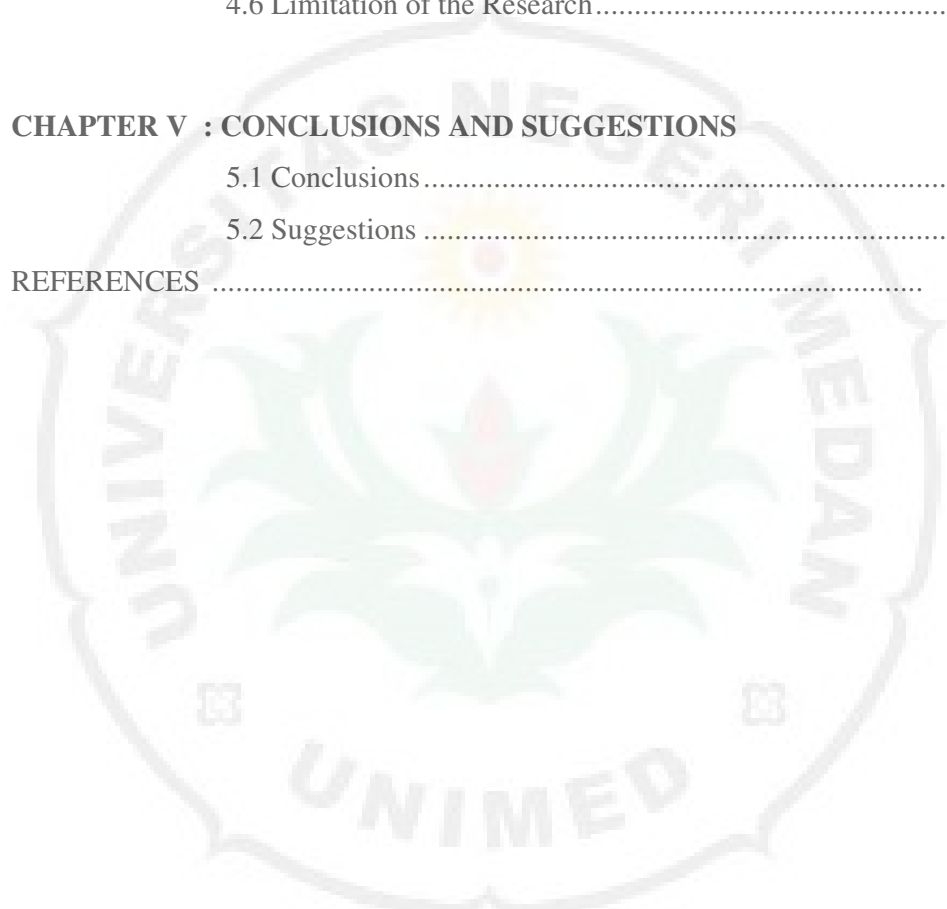 4.6 Limitation of the Research........................................
CHAPTER V : CONCLUSIONS AND SUGGESTIONS
5.1 Conclusions....................................................................
5.2 Suggestions ....................................................................
REFERENCES .................................................................................
UNIVERSITAS NEGERI MEDAN
UNIMED